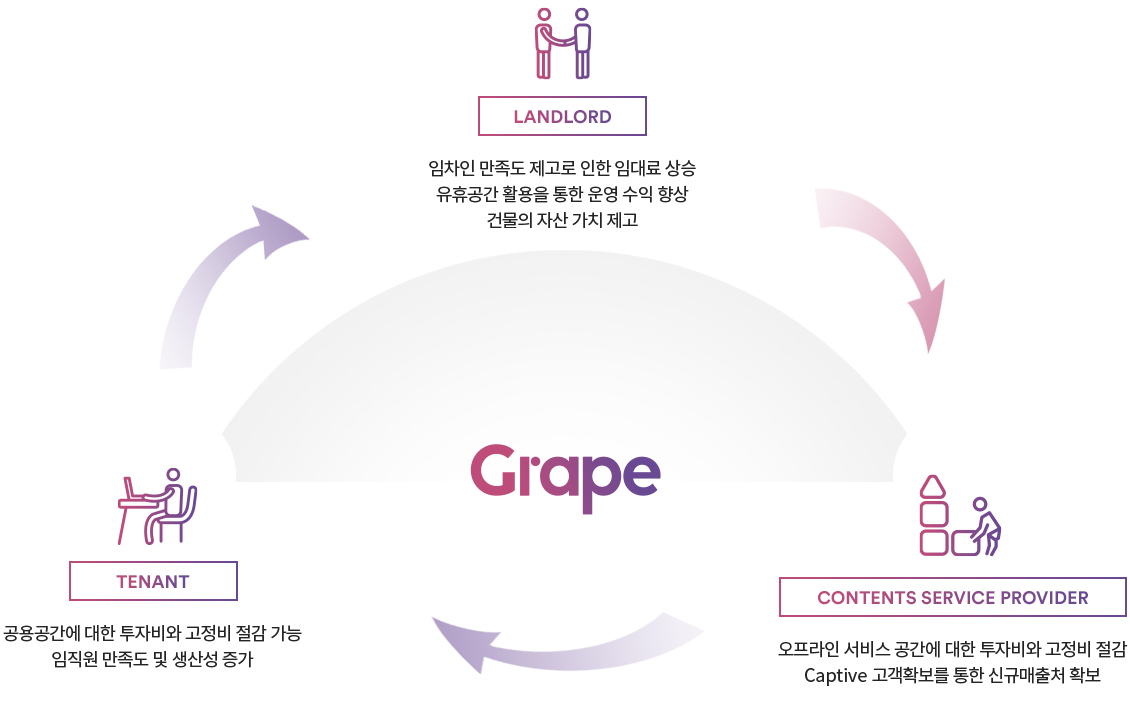 LANDLORD
임차인 만족도 제고로 인한 임대료 상승
유휴공간 활용을 통한 운영 수익 향상
건물의 자산 가치 제고
Grape
TENANT
공용공간에 대한 투자비와 고정비 절감 가능
임직원 만족도 및 생산성 증가
CONTENTS SERVICE PROVIDER
오프라인 서비스 공간에 대한 투자비와 고정비 절감
Captive 고객확보를 통한 신규매출처 확보